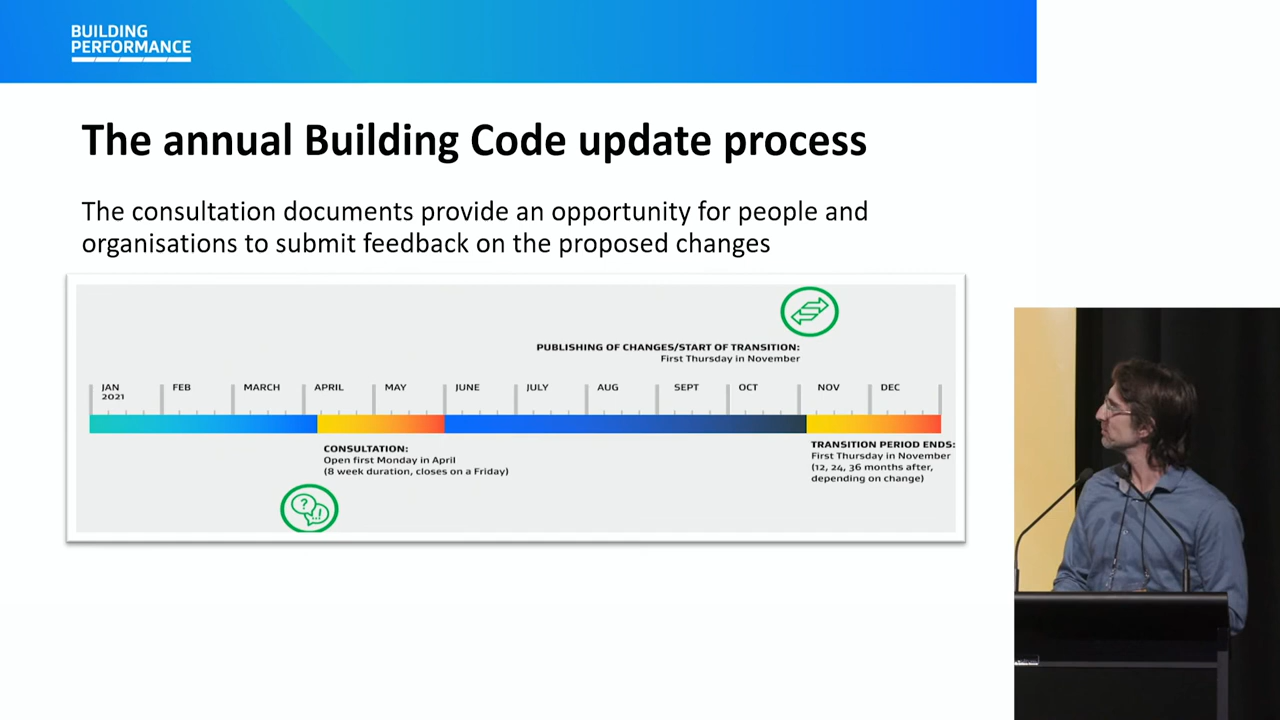 BUILDING
PERFORMANCE
The annual Building Code update process
The consultation documents provide an opportunity for people and
organisations to submit feedback on the proposed changes
PUBLISHING OF CHANGES/START OF TRANSITION:
First Thursday in November
JAN FEB MARCH APRIL MAY JUNE JULY AUG SEPT OCT NOV DEC
2021
CONSULTATION:
Open first Monday in April
(8 week duration, closes on a Friday)
? !
TRANSITION PERIOD ENDS:
First Thursday in November
(12, 24, 36 months after,
depending on change)